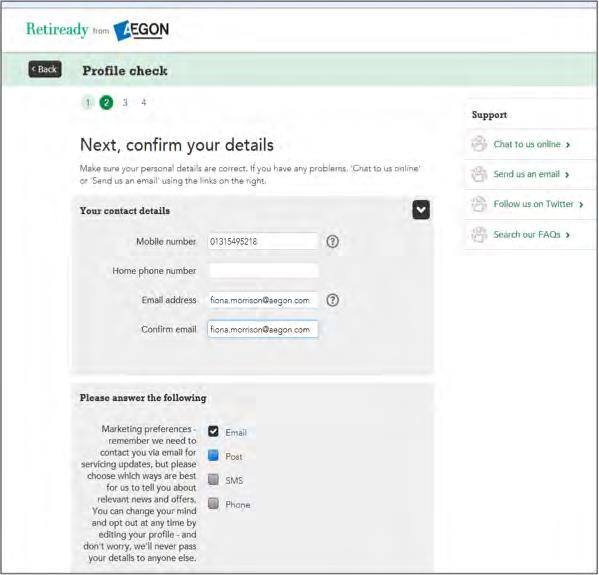 Retiready from AEGON
< Back
Profile check
1 2 3 4
Next, confirm your details
Make sure your personal details are correct. If you have any problems. 'Chat to us online'
or 'Send us an email' using the links on the right.
Your contact details
Mobile number 01315495218 ?
Home phone number
Email address fiona.morrison@aegon.com ?
Confirm email fiona.morrison@aegon.com
Please answer the following
Marketing preferences -
remember we need to
contact you via email for
servicing updates, but please
choose which ways are best
for us to tell you about
relevant news and offers.
You can change your mind
and opt out at any time by
editing your profile - and
don't worry, we'll never pass
your details to anyone else.
Email
Post
SMS
Phone
Support
Chat to us online >
Send us an email >
Follow us on Twitter >
Search our FAQs >